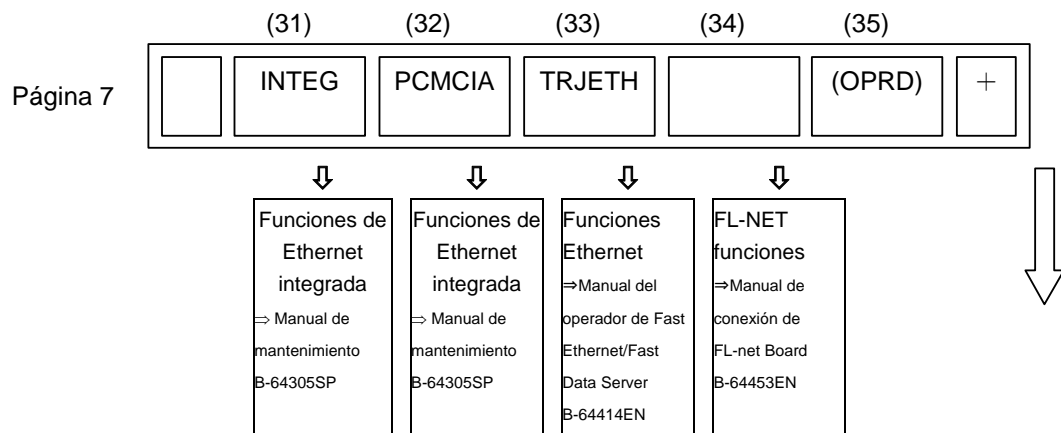 (31) (32) (33) (34) (35)
Página 7
INTEG PCMCIA TRJETH (OPRD) +
Funciones de
Ethernet
integrada
⇒ Manual de
mantenimiento
B-64305SP
Funciones de
Ethernet
integrada
⇒ Manual de
mantenimiento
B-64305SP
Funciones
Ethernet
⇒Manual del
operador de Fast
Ethernet/Fast
Data Server
B-64414EN
FL-NET
funciones
⇒Manual de
conexión de
FL-net Board
B-64453EN